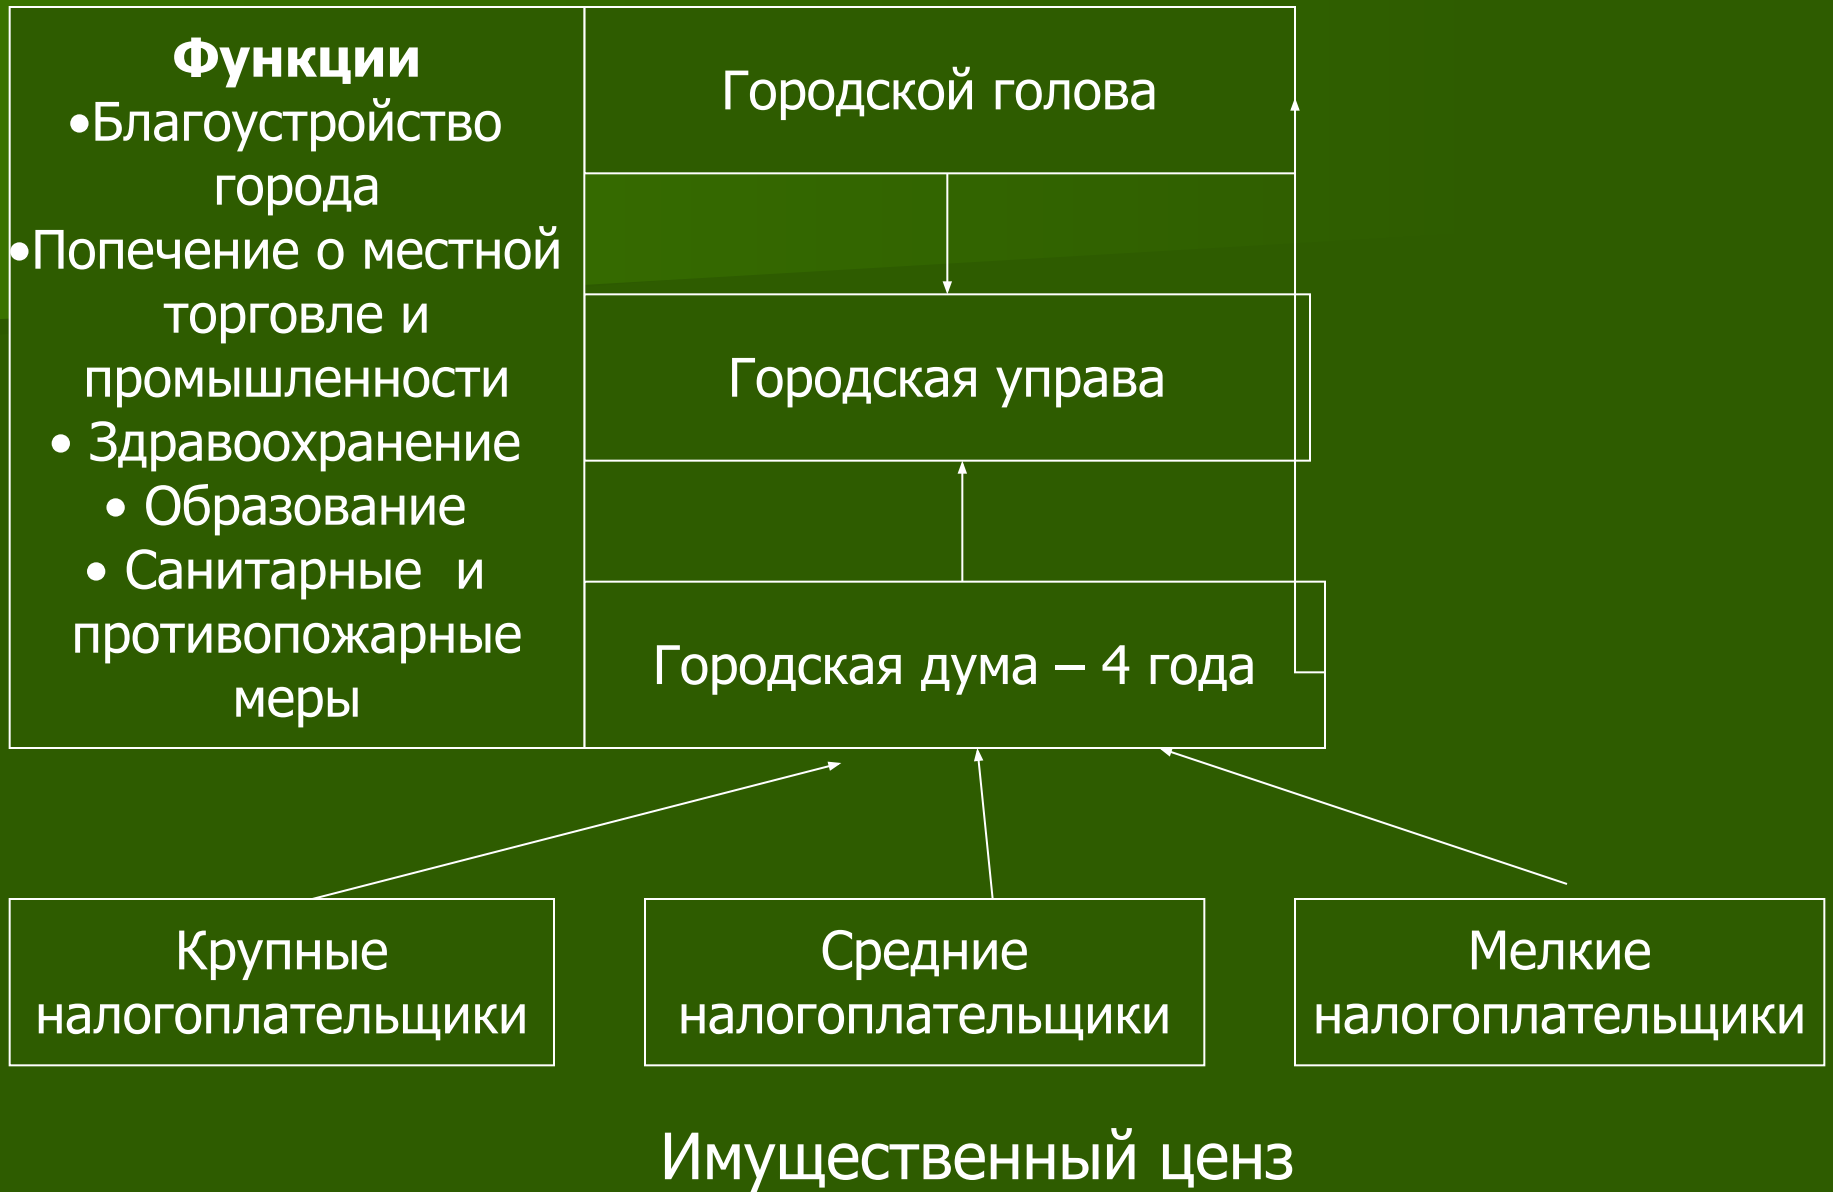 Функции
•Благоустройство
города
•Попечение о местной
торговле и
промышленности
• Здравоохранение
• Образование
• Санитарные и
противопожарные
меры
Городской голова
Городская управа
Городская дума – 4 года
Крупные
налогоплательщики
Средние
налогоплательщики
Мелкие
налогоплательщики
Имущественный ценз